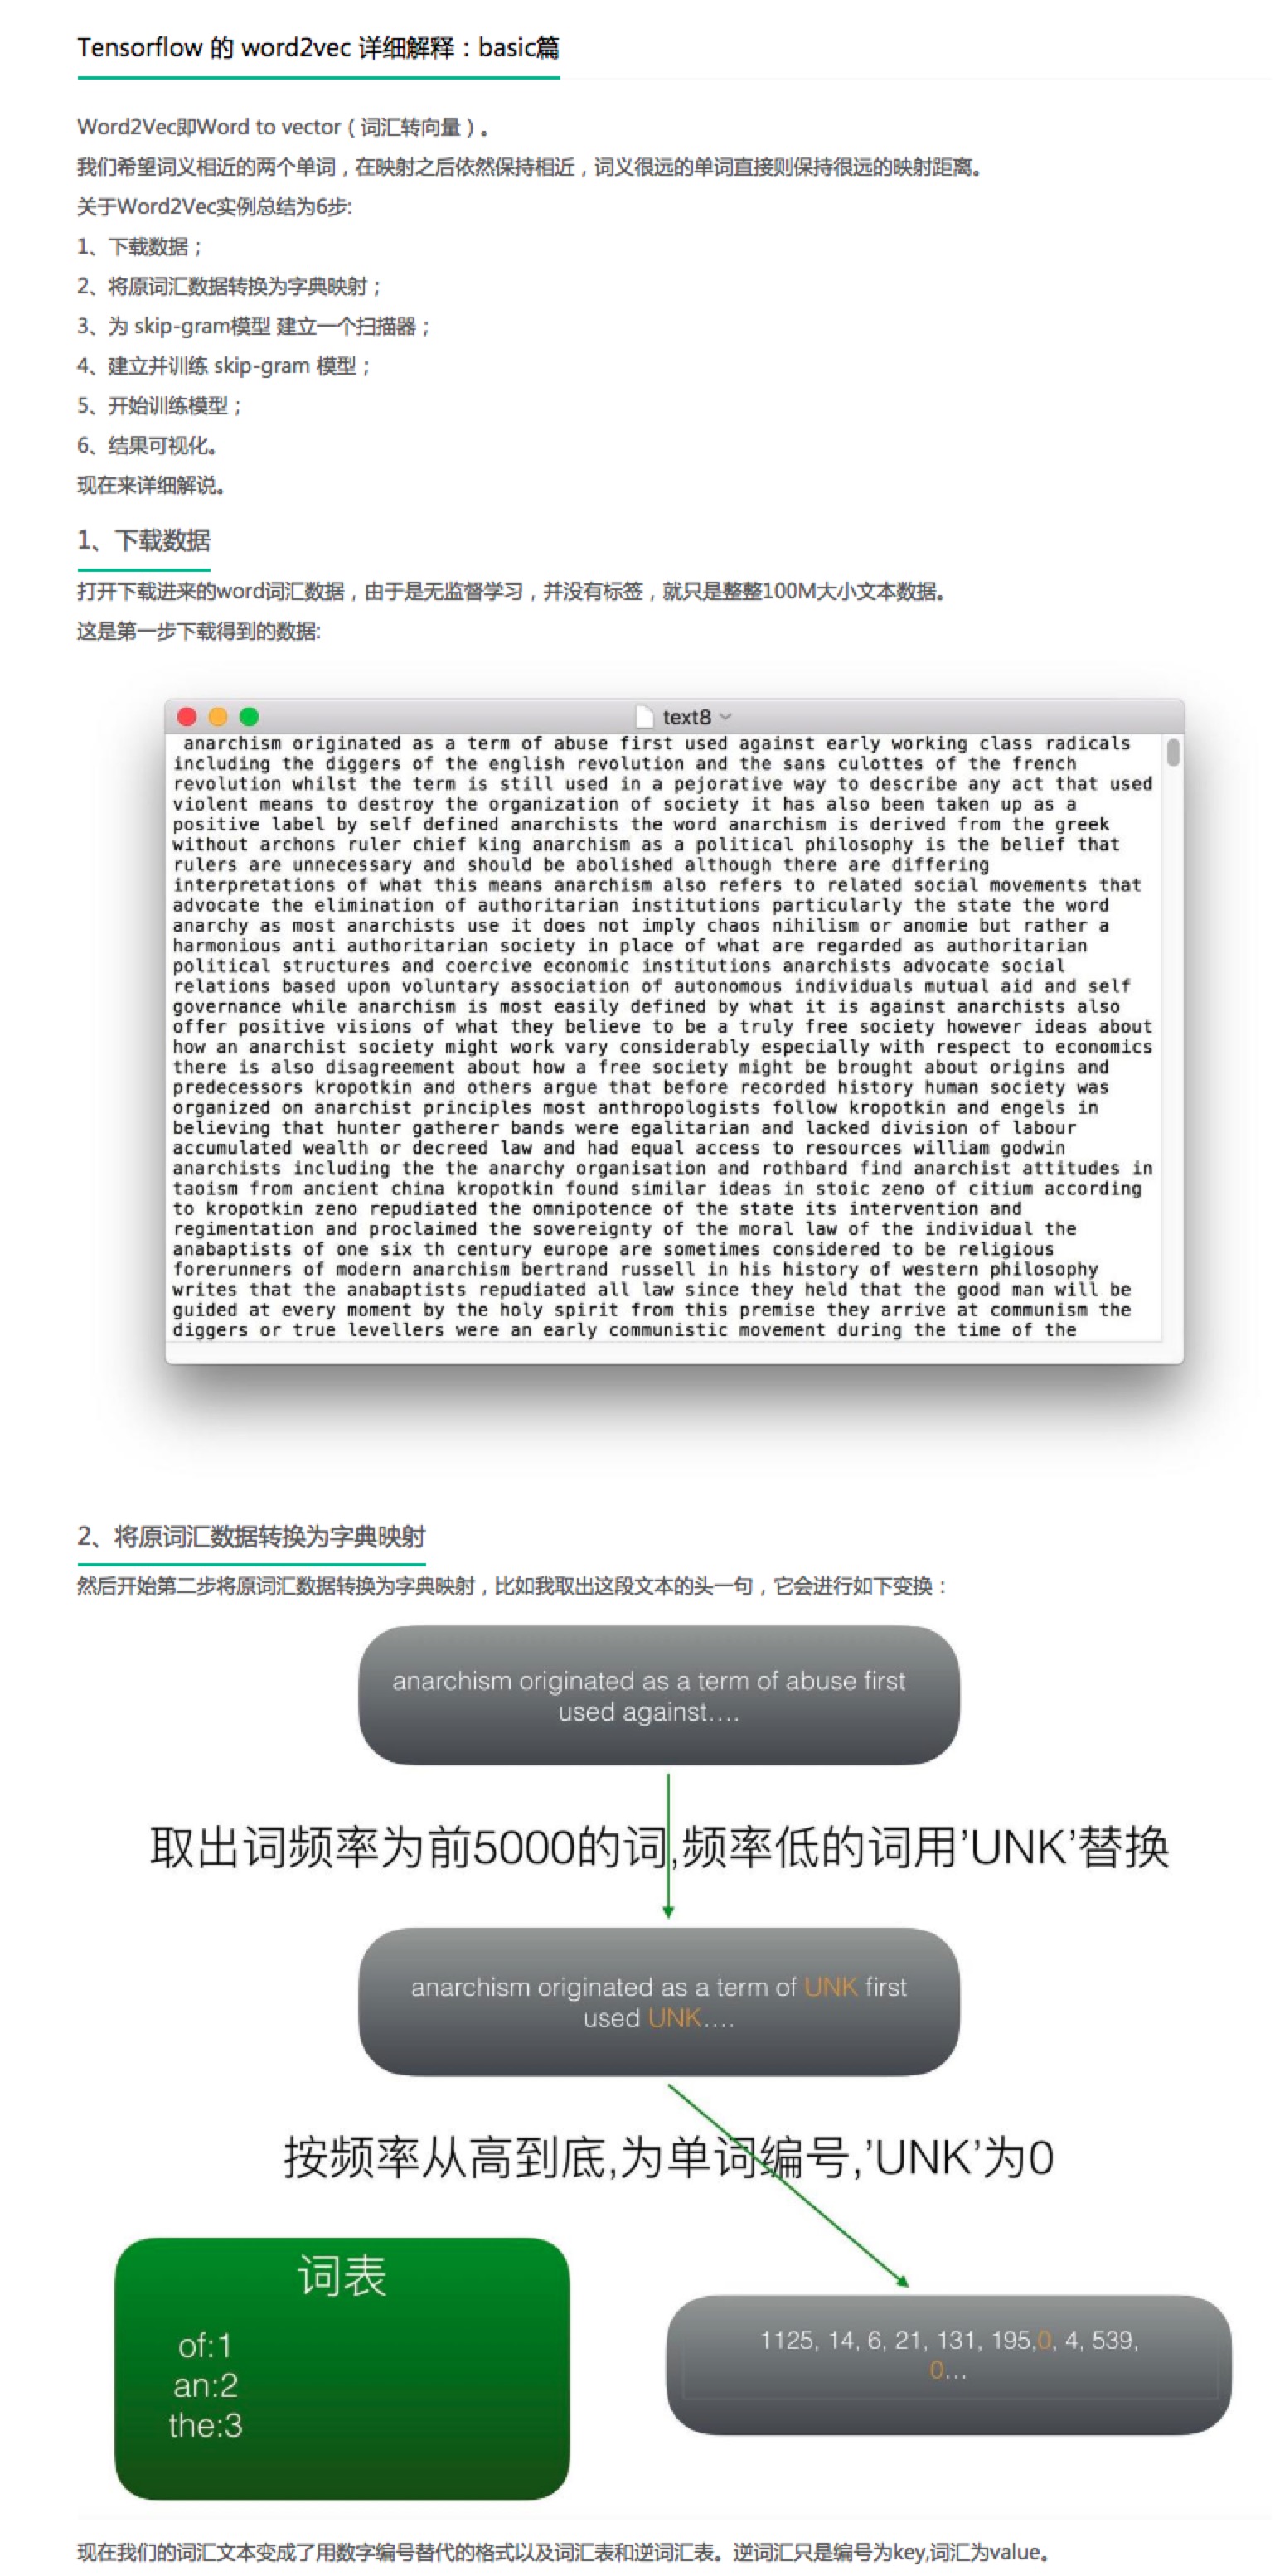 Tensorflow 的 word2vec 详细解释：basic篇
Word2Vec即Word to vector（词汇转向量）。
我们希望词义相近的两个单词，在映射之后依然保持相近，词义很远的单词直接则保持很远的映射距离。
关于Word2Vec实例总结为6步:
1、下载数据；
2、将原词汇数据转换为字典映射；
3、为 skip-gram模型 建立一个扫描器；
4、建立并训练 skip-gram 模型；
5、开始训练模型；
6、结果可视化。
现在来详细解说。
1、下载数据
打开下载进来的word词汇数据，由于是无监督学习，并没有标签，就只是整整100M大小文本数据。
这是第一步下载得到的数据:
text8
anarchism originated as a term of abuse first used against early working class radicals
including the diggers of the english revolution and the sans culottes of the french
revolution whilst the term is still used in a pejorative way to describe any act that used
violent means to destroy the organization of society it has also been taken up as a
positive label by self defined anarchists the word anarchism is derived from the greek
without archons ruler chief king anarchism as a political philosophy is the belief that
rulers are unnecessary and should be abolished although there are differing
interpretations of what this means anarchism also refers to related social movements that
advocate the elimination of authoritarian institutions particularly the state the word
anarchy as most anarchists use it does not imply chaos nihilism or anomie but rather a
harmonious anti authoritarian society in place of what are regarded as authoritarian
political structures and coercive economic institutions anarchists advocate social
relations based upon voluntary association of autonomous individuals mutual aid and self
governance while anarchism is most easily defined by what it is against anarchists also
offer positive visions of what they believe to be a truly free society however ideas about
how an anarchist society might work vary considerably especially with respect to economics
there is also disagreement about how a free society might be brought about origins and
predecessors kropotkin and others argue that before recorded history human society was
organized on anarchist principles most anthropologists follow kropotkin and engels in
believing that hunter gatherer bands were egalitarian and lacked division of labour
accumulated wealth or decreed law and had equal access to resources william godwin
anarchists including the the anarchy organisation and rothbard find anarchist attitudes in
taoism from ancient china kropotkin found similar ideas in stoic zeno of citium according
to kropotkin zeno repudiated the omnipotence of the state its intervention and
regimentation and proclaimed the sovereignty of the moral law of the individual the
anabaptists of one six th century europe are sometimes considered to be religious
forerunners of modern anarchism bertrand russell in his history of western philosophy
writes that the anabaptists repudiated all law since they held that the good man will be
guided at every moment by the holy spirit from this premise they arrive at communism the
diggers or true levellers were an early communistic movement during the time of the
2、将原词汇数据转换为字典映射
然后开始第二步将原词汇数据转换为字典映射，比如我取出这段文本的头一句，它会进行如下变换：
anarchism originated as a term of abuse first
used against....
取出词频率为前5000的词,频率低的词用'UNK'替换
anarchism originated as a term of UNK first
used UNK....
按频率从高到底,为单词编号,'UNK'为0
词表
of:1
an:2
the:3
1125, 14, 6, 21, 131, 195,0, 4, 539,
0...
现在我们的词汇文本变成了用数字编号替代的格式以及词汇表和逆词汇表。逆词汇只是编号为key,词汇为value。